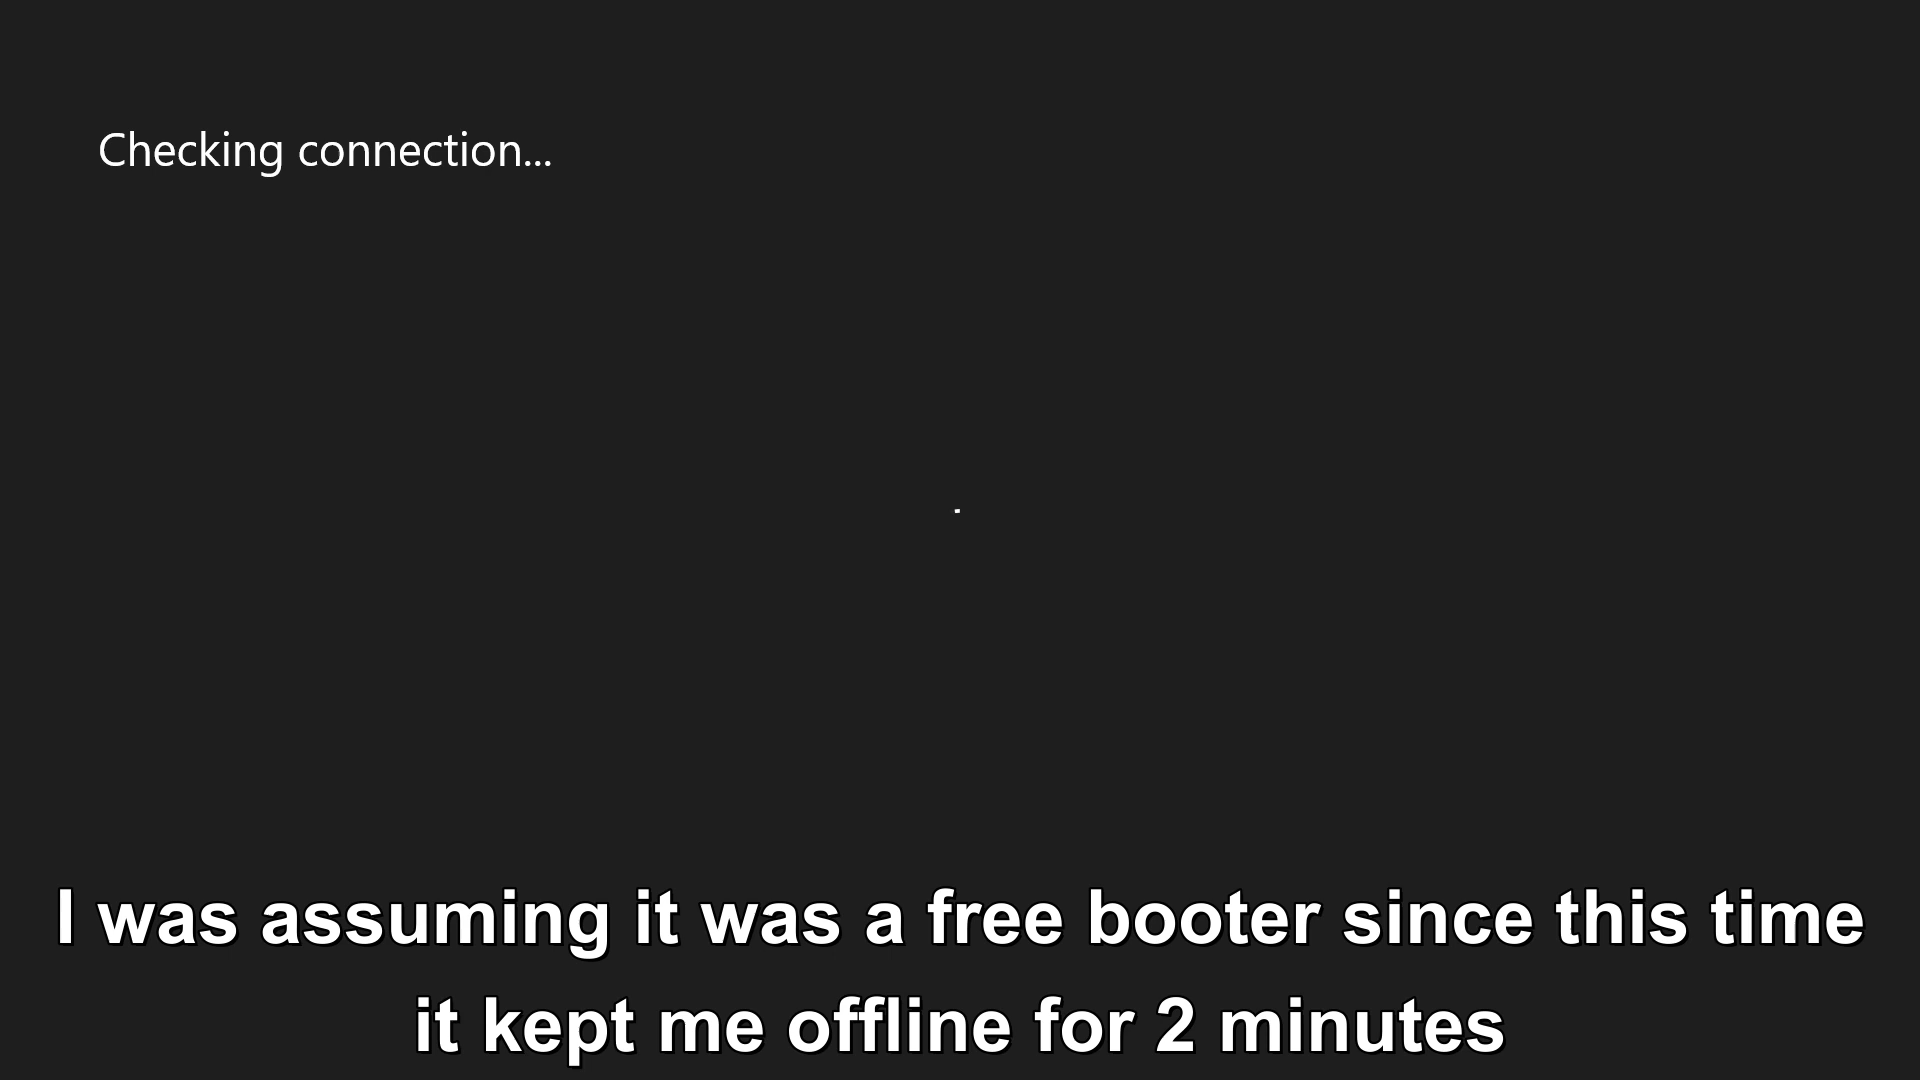 Checking connection...
I was assuming it was a free booter since this time
it kept me offline for 2 minutes